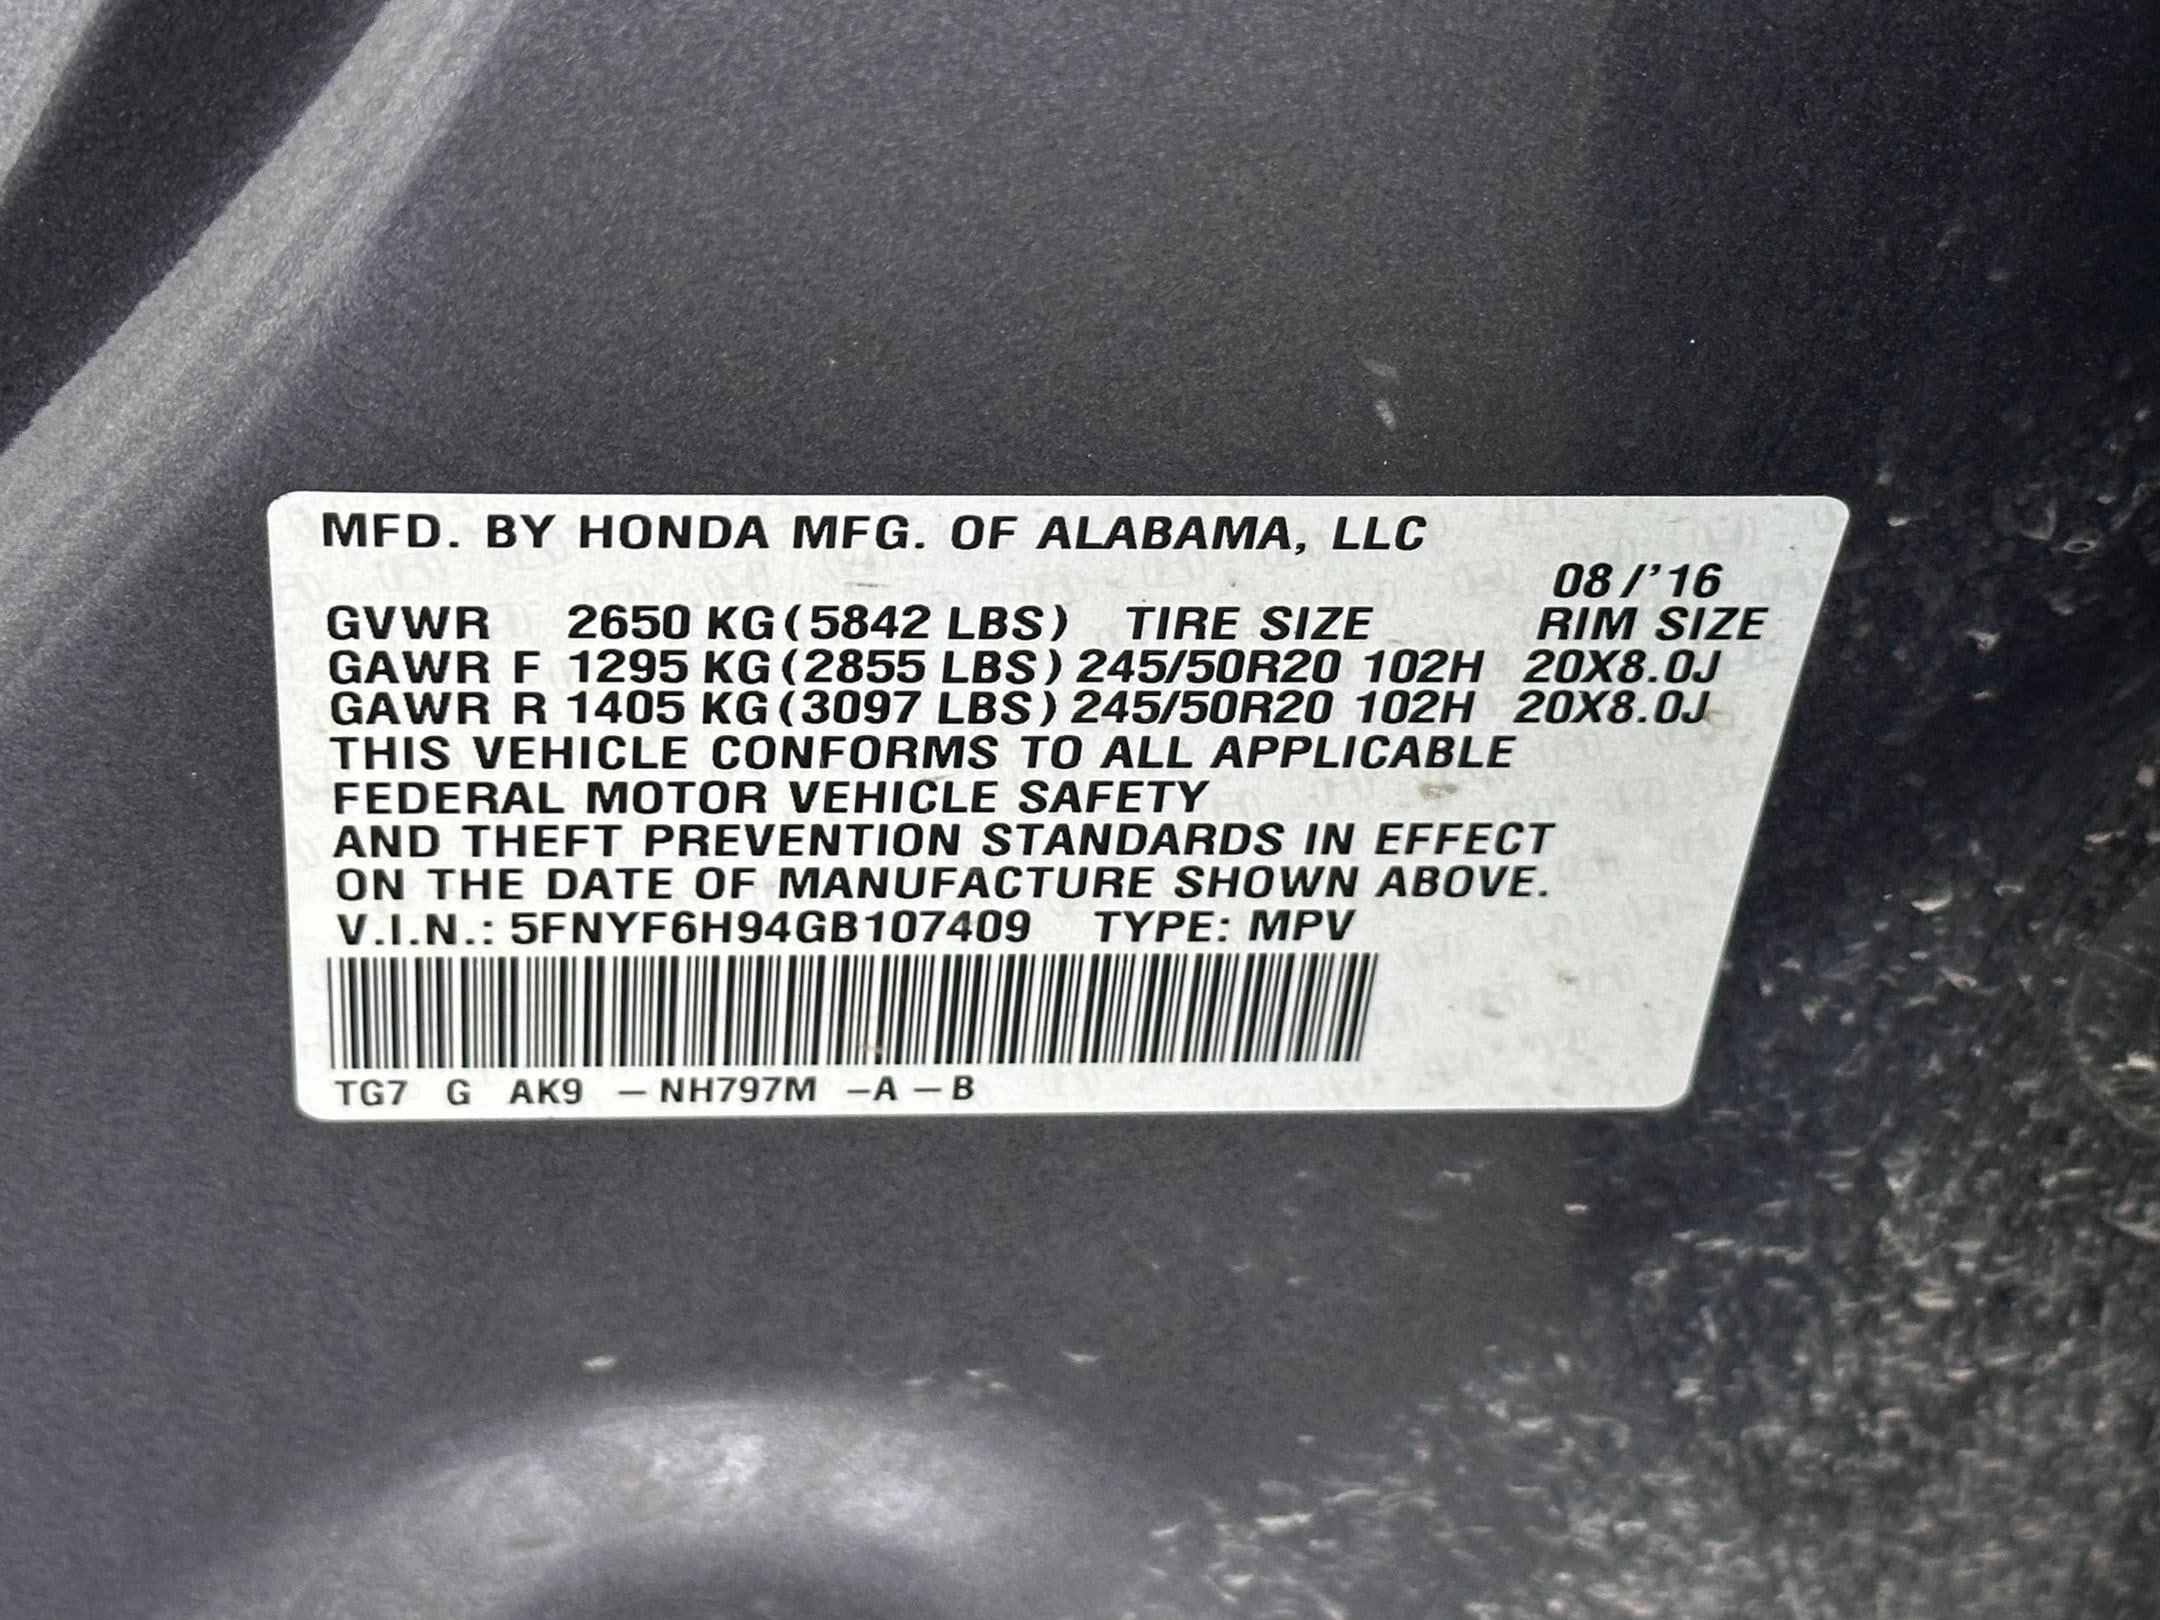 MFD. BY HONDA MFG. OF ALABAMA, LLC
08/'16
GVWR 2650 KG (5842 LBS) TIRE SIZE RIM SIZE
GAWR F 1295 KG (2855 LBS) 245/50R20 102H 20X8.0J
GAWR R 1405 KG (3097 LBS) 245/50R20 102H 20X8.0J
THIS VEHICLE CONFORMS TO ALL APPLICABLE
FEDERAL MOTOR VEHICLE SAFETY
AND THEFT PREVENTION STANDARDS IN EFFECT
ON THE DATE OF MANUFACTURE SHOWN ABOVE.
V.I.N.: 5FNYF6H94GB107409 TYPE: MPV
TG7 G AK9 — NH797M —A — B